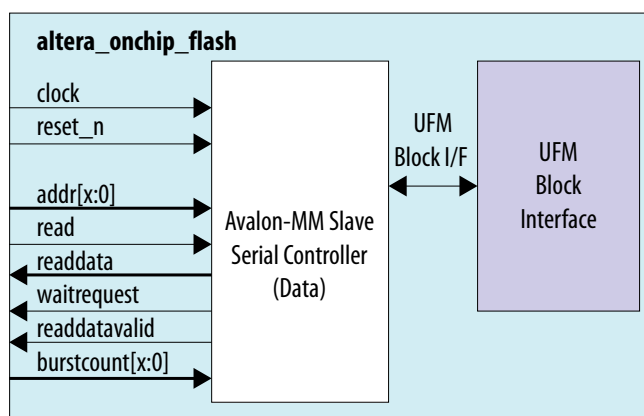 altera_onchip_flash
clock
reset_n
addr[x:0]
read
readdata
waitrequest
readdatavalid
burstcount[x:0]
Avalon-MM Slave
Serial Controller
(Data)
UFM
Block I/F
UFM
Block
Interface